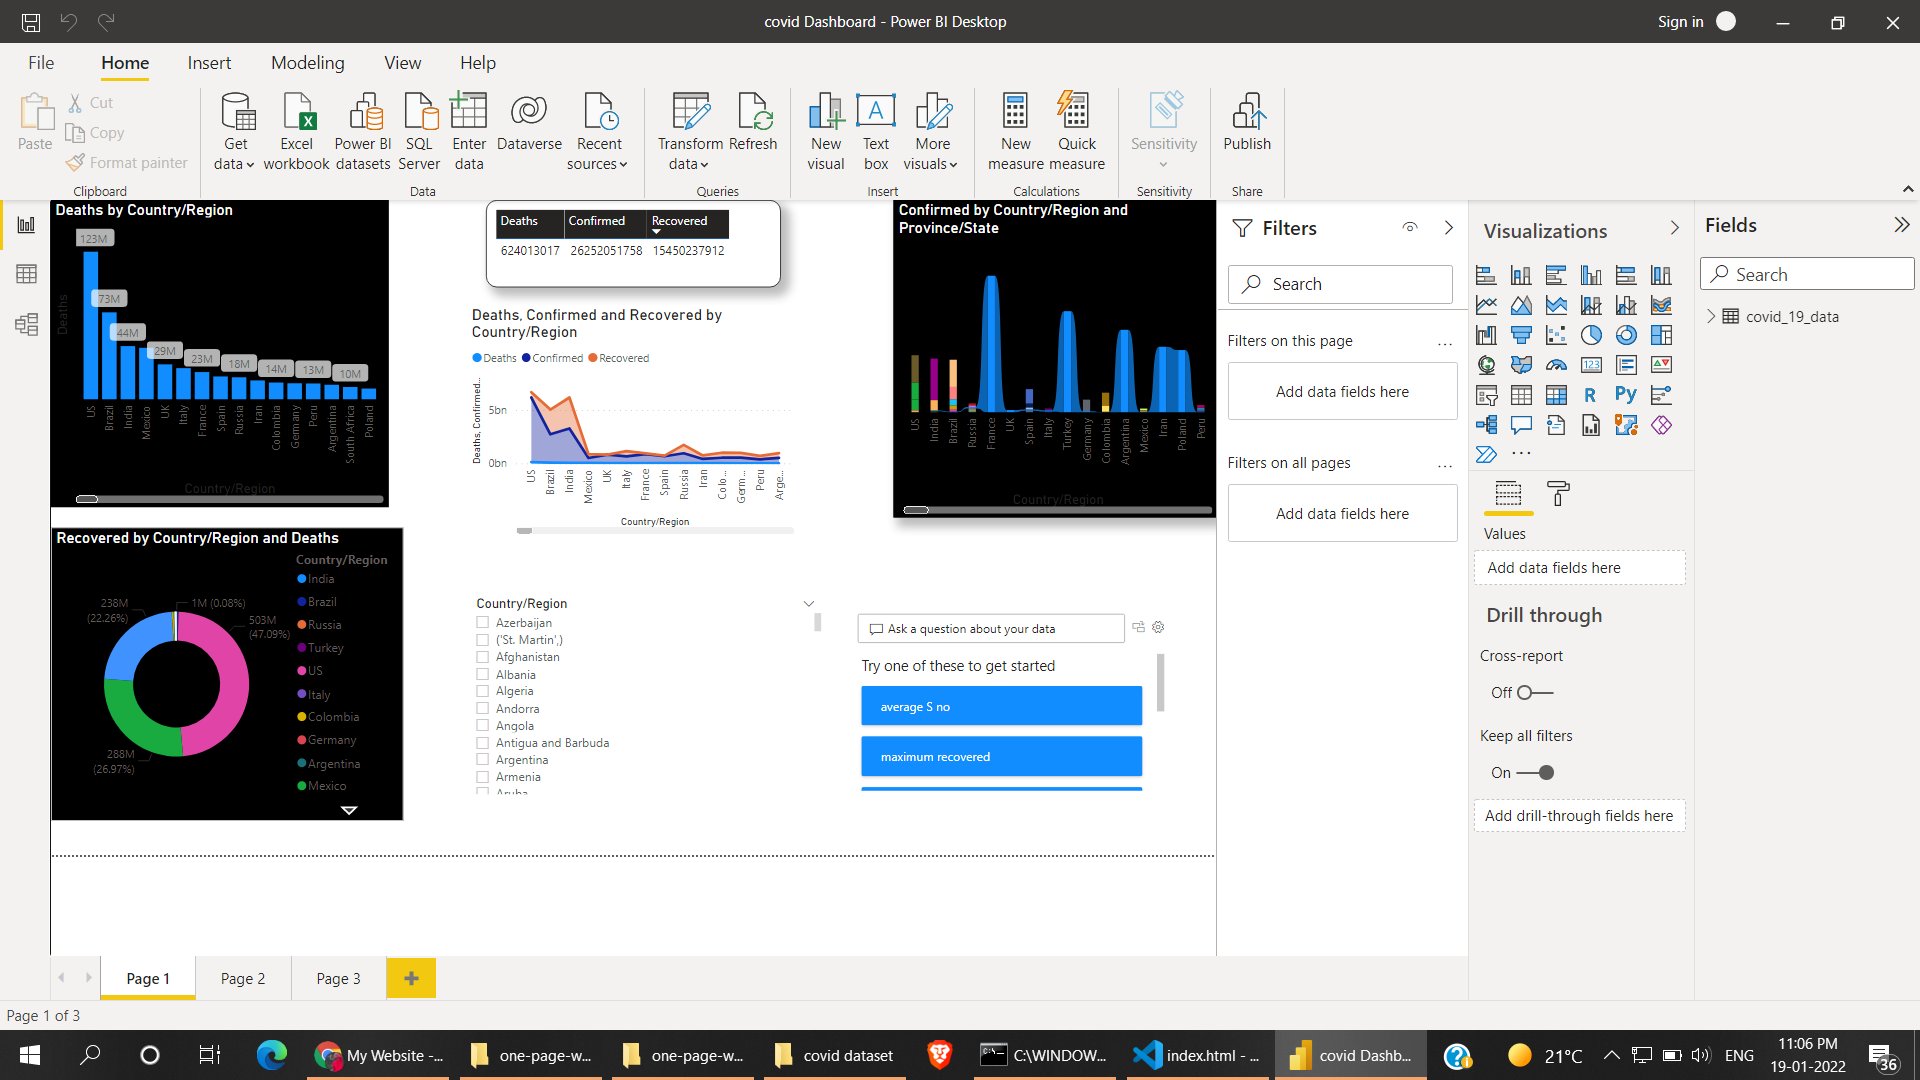 covid Dashboard - Power BI Desktop
Sign in
File Home Insert Modeling View Help
Paste
Cut
Copy
Format painter
Clipboard
Get data
Excel workbook
Power BI datasets
SQL Server
Enter data
Dataverse
Recent sources
Data
Transform data
Refresh
Queries
New visual
Text box
More visuals
Insert
New measure
Quick measure
Calculations
Sensitivity
Sensitivity
Publish
Share
Deaths by Country/Region
123M
73M
44M
29M
23M
18M
14M
13M
10M
Deaths
US
Brazil
India
Mexico
UK
Italy
France
Spain
Russia
Iran
Colombia
Germany
Peru
Argentina
South Africa
Poland
Country/Region
Deaths Confirmed Recovered
624013017 26252051758 15450237912
Deaths, Confirmed and Recovered by
Country/Region
Deaths Confirmed Recovered
Deaths, Confirmed...
5bn
0bn
US
Brazil
India
Mexico
UK
Italy
France
Spain
Russia
Iran
Colo...
Germ...
Peru
Arge...
Country/Region
Confirmed by Country/Region and
Province/State
US
India
Brazil
Russia
France
UK
Spain
Italy
Turkey
Germany
Colombia
Argentina
Mexico
Iran
Poland
Peru
Country/Region
Recovered by Country/Region and Deaths
238M
(22.26%)
1M (0.08%)
503M
(47.09%)
288M
(26.97%)
Country/Region
India
Brazil
Russia
Turkey
US
Italy
Colombia
Germany
Argentina
Mexico
Country/Region
Azerbaijan
('St. Martin',)
Afghanistan
Albania
Algeria
Andorra
Angola
Antigua and Barbuda
Argentina
Armenia
Aruba
Ask a question about your data
Try one of these to get started
average S no
maximum recovered
Filters
Search
Filters on this page ...
Add data fields here
Filters on all pages ...
Add data fields here
Visualizations
123
R
Py
...
Values
Add data fields here
Drill through
Cross-report
Off
Keep all filters
On
Add drill-through fields here
Fields
Search
covid_19_data
Page 1
Page 2
Page 3
Page 1 of 3
My Website -...
one-page-w...
one-page-w...
covid dataset
C:\WINDOW...
index.html - ...
covid Dashb...
21°C
ENG
11:06 PM
19-01-2022
36